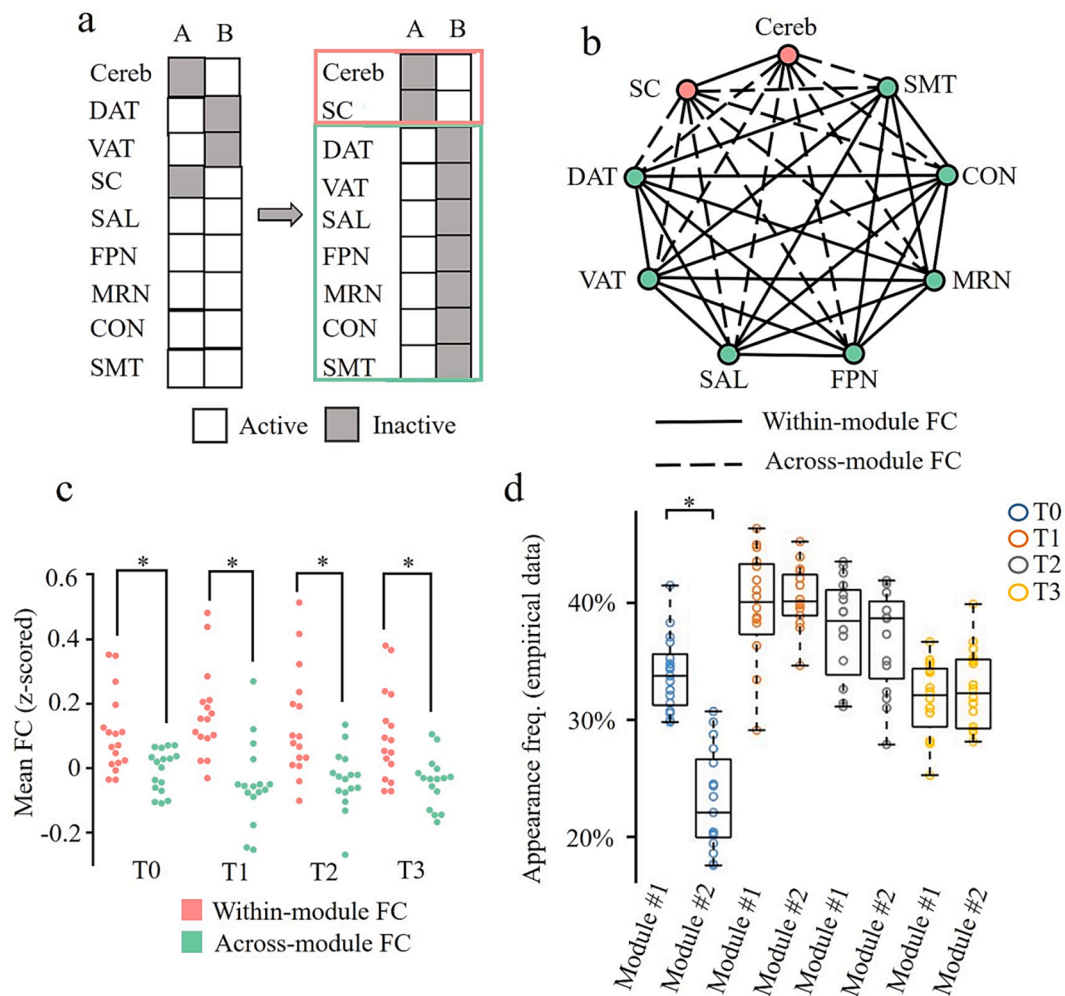 a
A B
Cereb
DAT
VAT
SC
SAL
FPN
MRN
CON
SMT
A B
Cereb
SC
DAT
VAT
SAL
FPN
MRN
CON
SMT
Active Inactive
b
Cereb
SC
SMT
DAT
CON
VAT
MRN
SAL
FPN
Within-module FC
Across-module FC
c
Mean FC (z-scored)
0.6
0.4
0.2
0
-0.2
* * * *
T0 T1 T2 T3
Within-module FC
Across-module FC
d
Appearance freq. (empirical data)
40%
30%
20%
*
T0
T1
T2
T3
Module #1
Module #2
Module #1
Module #2
Module #1
Module #2
Module #1
Module #2